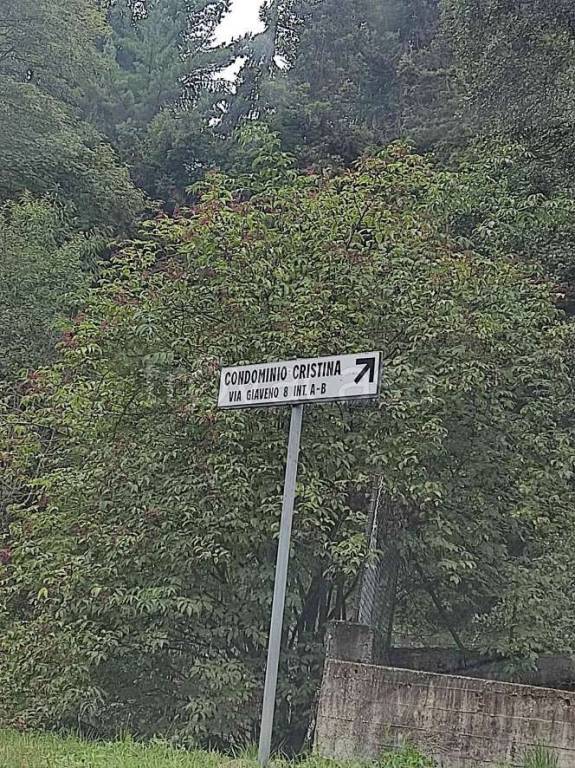 CONDOMINIO CRISTINA
VIA GIAVENO 8 INT. A-B